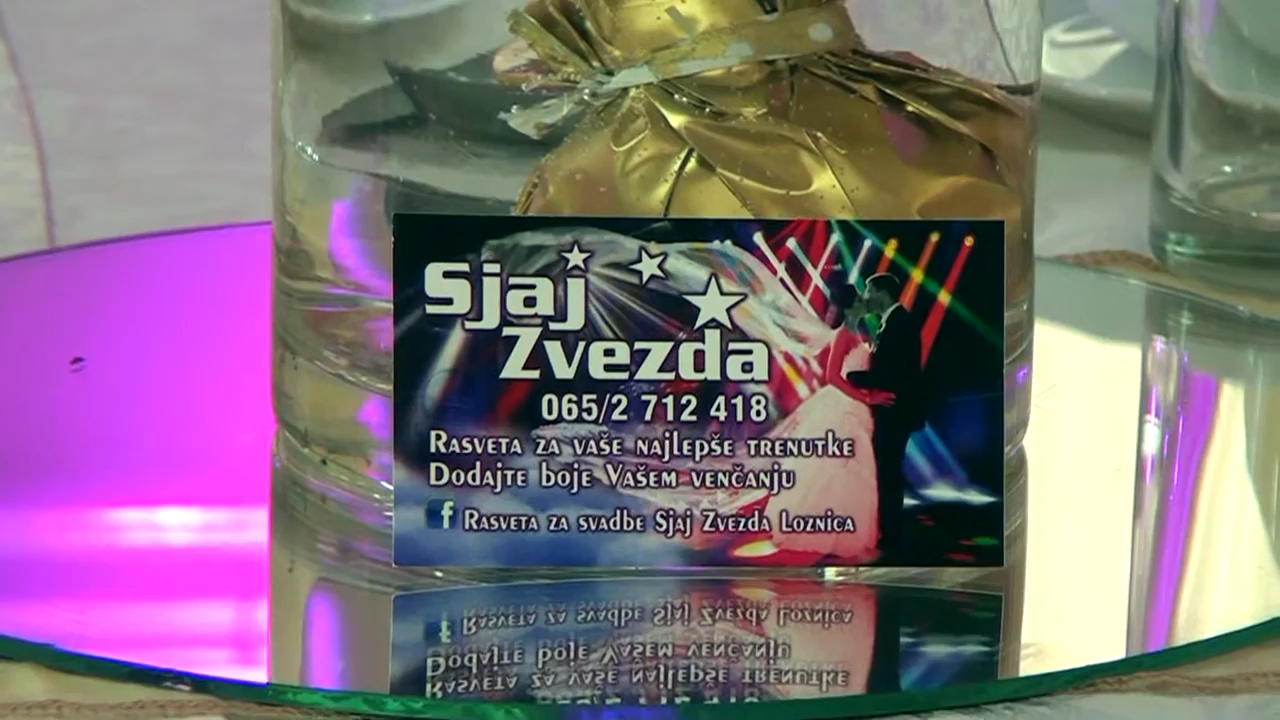 Sjaj
Zvezda
065/2 712 418
Rasveta za vaše najlepše trenutke
Dodajte boje Vašem venčanju
f Rasveta za svadbe Sjaj Zvezda Loznica